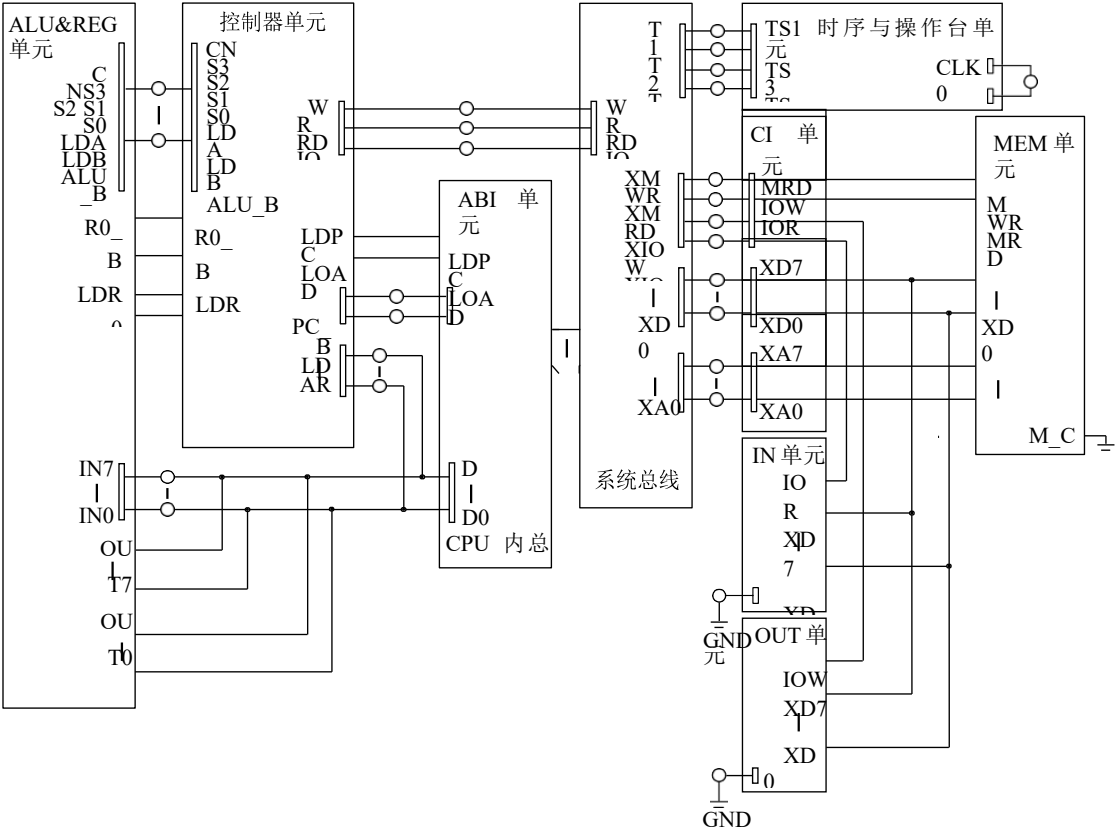 ALU&REG
单元
C
NS3
S2 S1
S0
LDA
LDB
ALU
_B
R0_
B
LDR
IN7
IN0
OU
T7
OU
T0
控制器单元
CN
S3
S2
S1
S0
LD
A
LD
B
ALU_B
R0_
B
LDR
W
R
RD
LDP
C
LOA
D
PC
B
LD
AR
ABI 单
元
LDP
C
LOA
D
D
D0
CPU 内总
W
R
RD
T
1
T
2
XM
WR
XM
RD
XIO
W
XD
0
XA0
系统总线
TS1 时序与操作台单
元
TS
3
CLK
0
CI 单
元
MRD
IOW
IOR
XD7
XD0
XA7
XA0
MEM 单
元
M
WR
MR
D
XD
0
M_C
IN 单元
IO
R
XD
7
GND
OUT 单
元
IOW
XD7
XD
0
GND